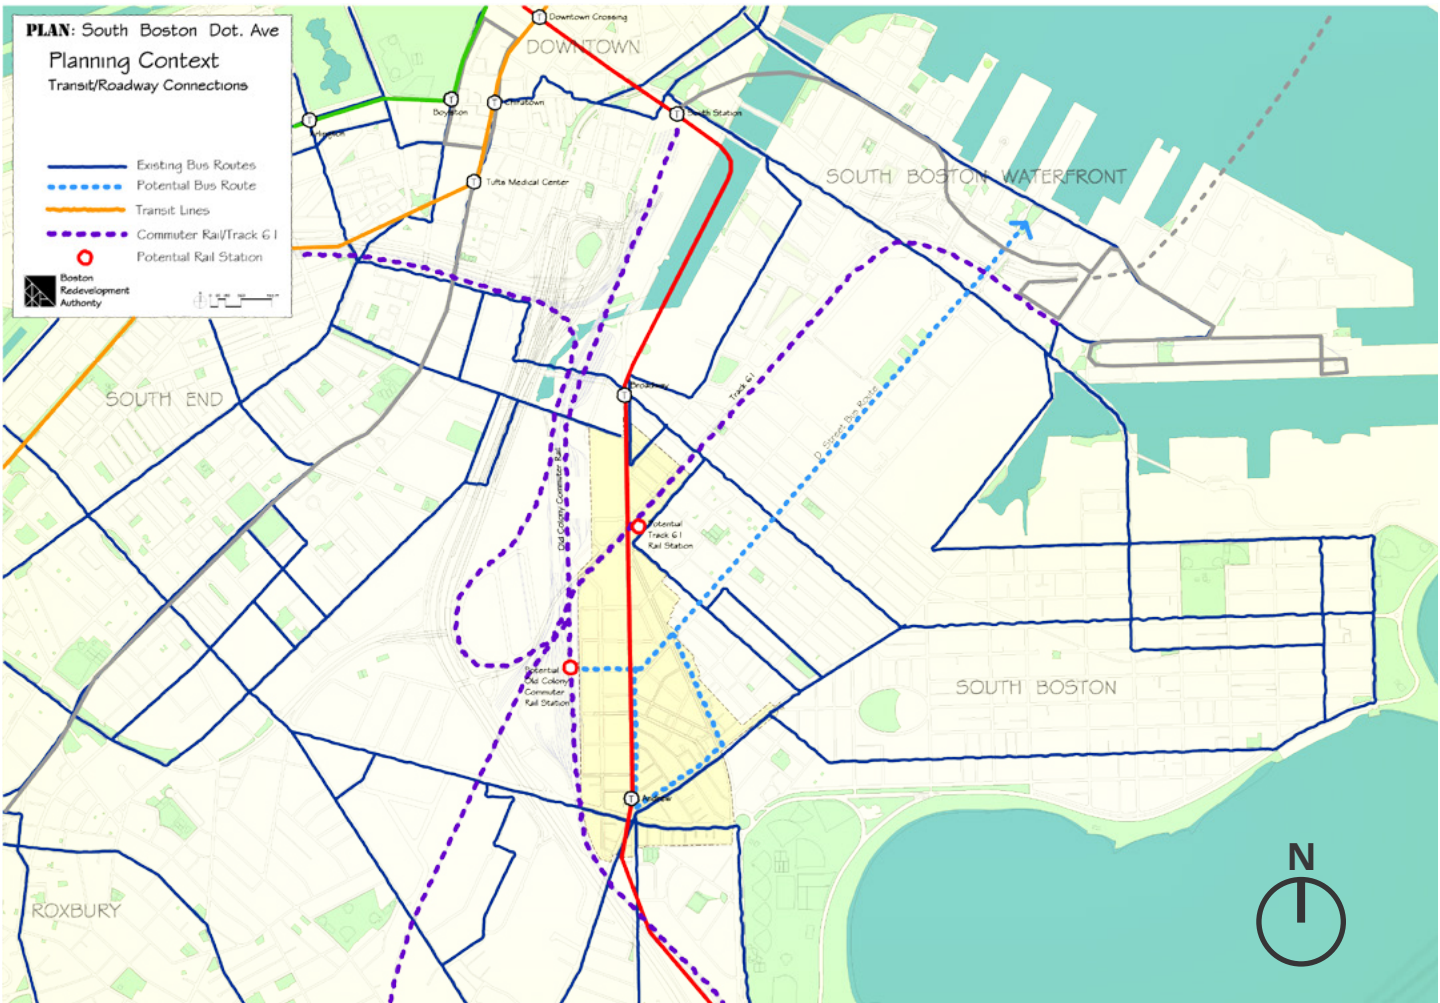 PLAN: South Boston Dot. Ave
Planning Context
Transit/Roadway Connections
Existing Bus Routes
Potential Bus Route
Transit Lines
Commuter Rail/Track 61
Potential Rail Station
Boston
Redevelopment
Authority
T Downtown Crossing
DOWNTOWN
T
Boylston
T Chinatown
T South Station
T
Arlington
T Tufts Medical Center
SOUTH BOSTON WATERFRONT
SOUTH END
T Broadway
Track 61
D Street Bus Route
Old Colony Commuter Rail
Potential
Track 61
Rail Station
Potential
Old Colony
Commuter
Rail Station
SOUTH BOSTON
T Andrew
ROXBURY
N